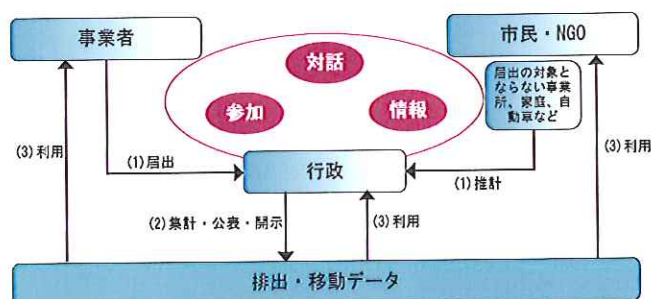 事業者
市民・NGO
対話
参加
情報
届出の対象と
ならない事業
所、家庭、自
動車など
(3)利用
(1)届出
行政
(1)推計
(3)利用
(2)集計・公表・開示
(3)利用
排出・移動データ